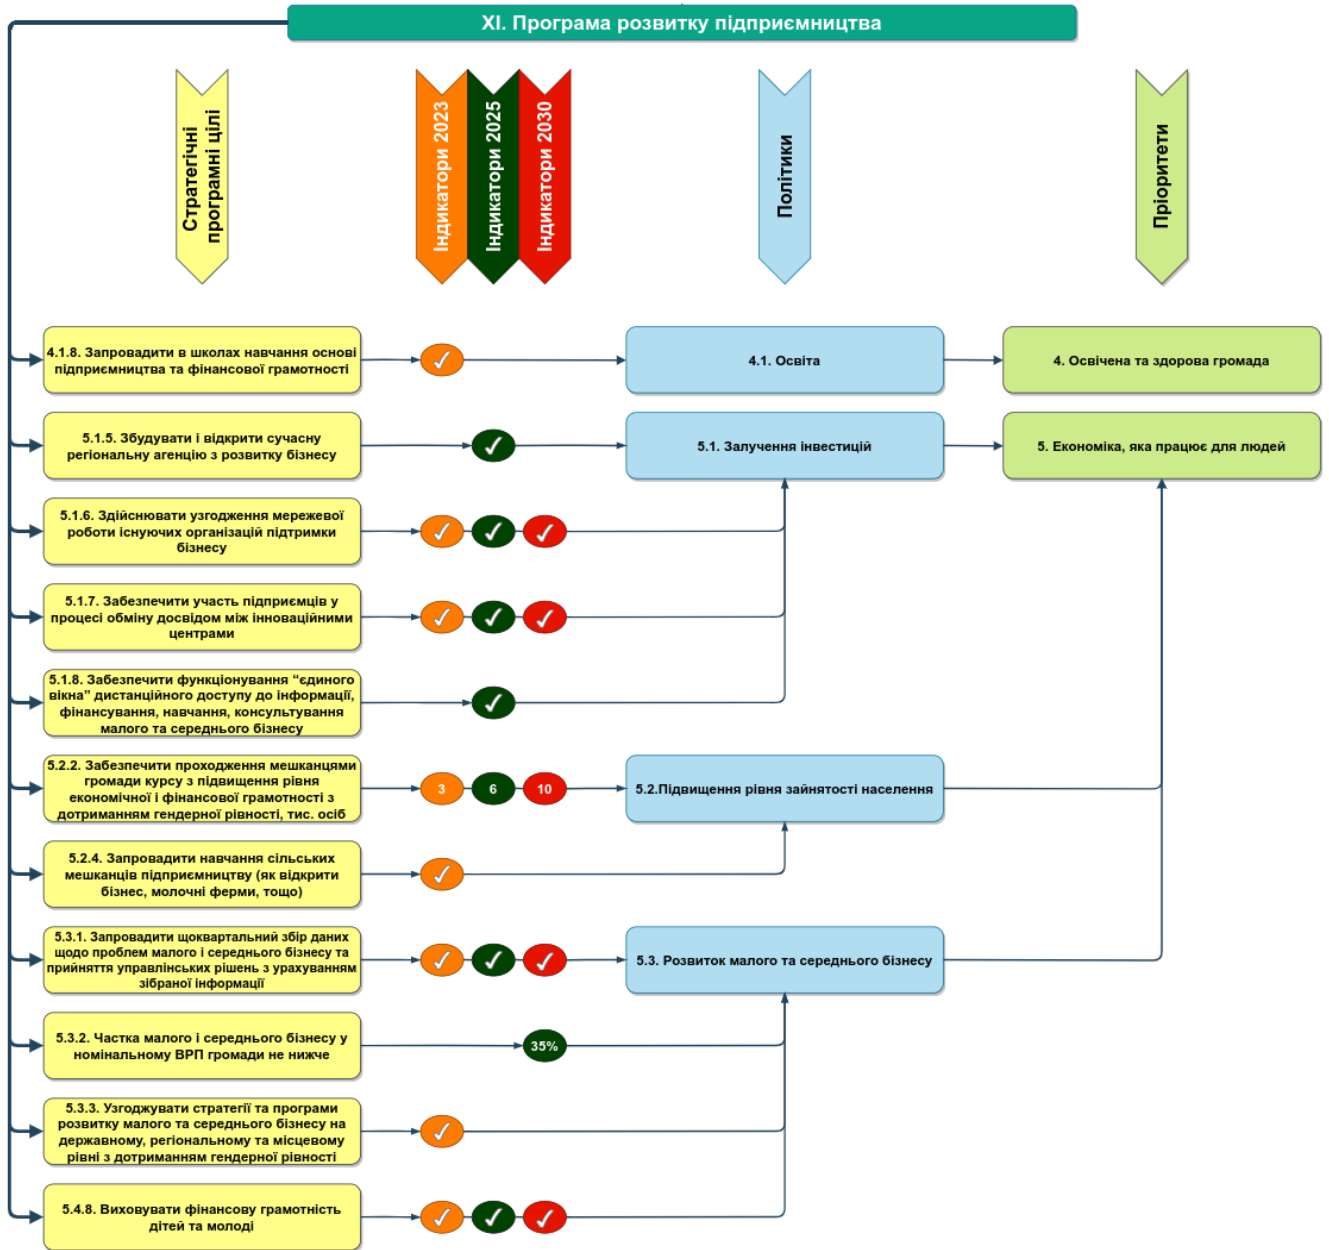 XI. Програма розвитку підприємництва
Стратегічні
програмні цілі
Індикатори 2023
Індикатори 2025
Індикатори 2030
Політики
Пріоритети
4.1.8. Запровадити в школах навчання основі
підприємництва та фінансової грамотності
4.1. Освіта
4. Освічена та здорова громада
5.1.5. Збудувати і відкрити сучасну
регіональну агенцію з розвитку бізнесу
5.1. Залучення інвестицій
5. Економіка, яка працює для людей
5.1.6. Здійснювати узгодження мережевої
роботи існуючих організацій підтримки
бізнесу
5.1.7. Забезпечити участь підприємців у
процесі обміну досвідом між інноваційними
центрами
5.1.8. Забезпечити функціонування “єдиного
вікна” дистанційного доступу до інформації,
фінансування, навчання, консультування
малого та середнього бізнесу
5.2.2. Забезпечити проходження мешканцями
громади курсу з підвищення рівня
економічної і фінансової грамотності з
дотриманням гендерної рівності, тис. осіб
3
6
10
5.2.Підвищення рівня зайнятості населення
5.2.4. Запровадити навчання сільських
мешканців підприємництву (як відкрити
бізнес, молочні ферми, тощо)
5.3.1. Запровадити щоквартальний збір даних
щодо проблем малого і середнього бізнесу та
прийняття управлінських рішень з урахуванням
зібраної інформації
5.3. Розвиток малого та середнього бізнесу
5.3.2. Частка малого і середнього бізнесу у
номінальному ВРП громади не нижче
35%
5.3.3. Узгоджувати стратегії та програми
розвитку малого та середнього бізнесу на
державному, регіональному та місцевому
рівні з дотриманням гендерної рівності
5.4.8. Виховувати фінансову грамотність
дітей та молоді